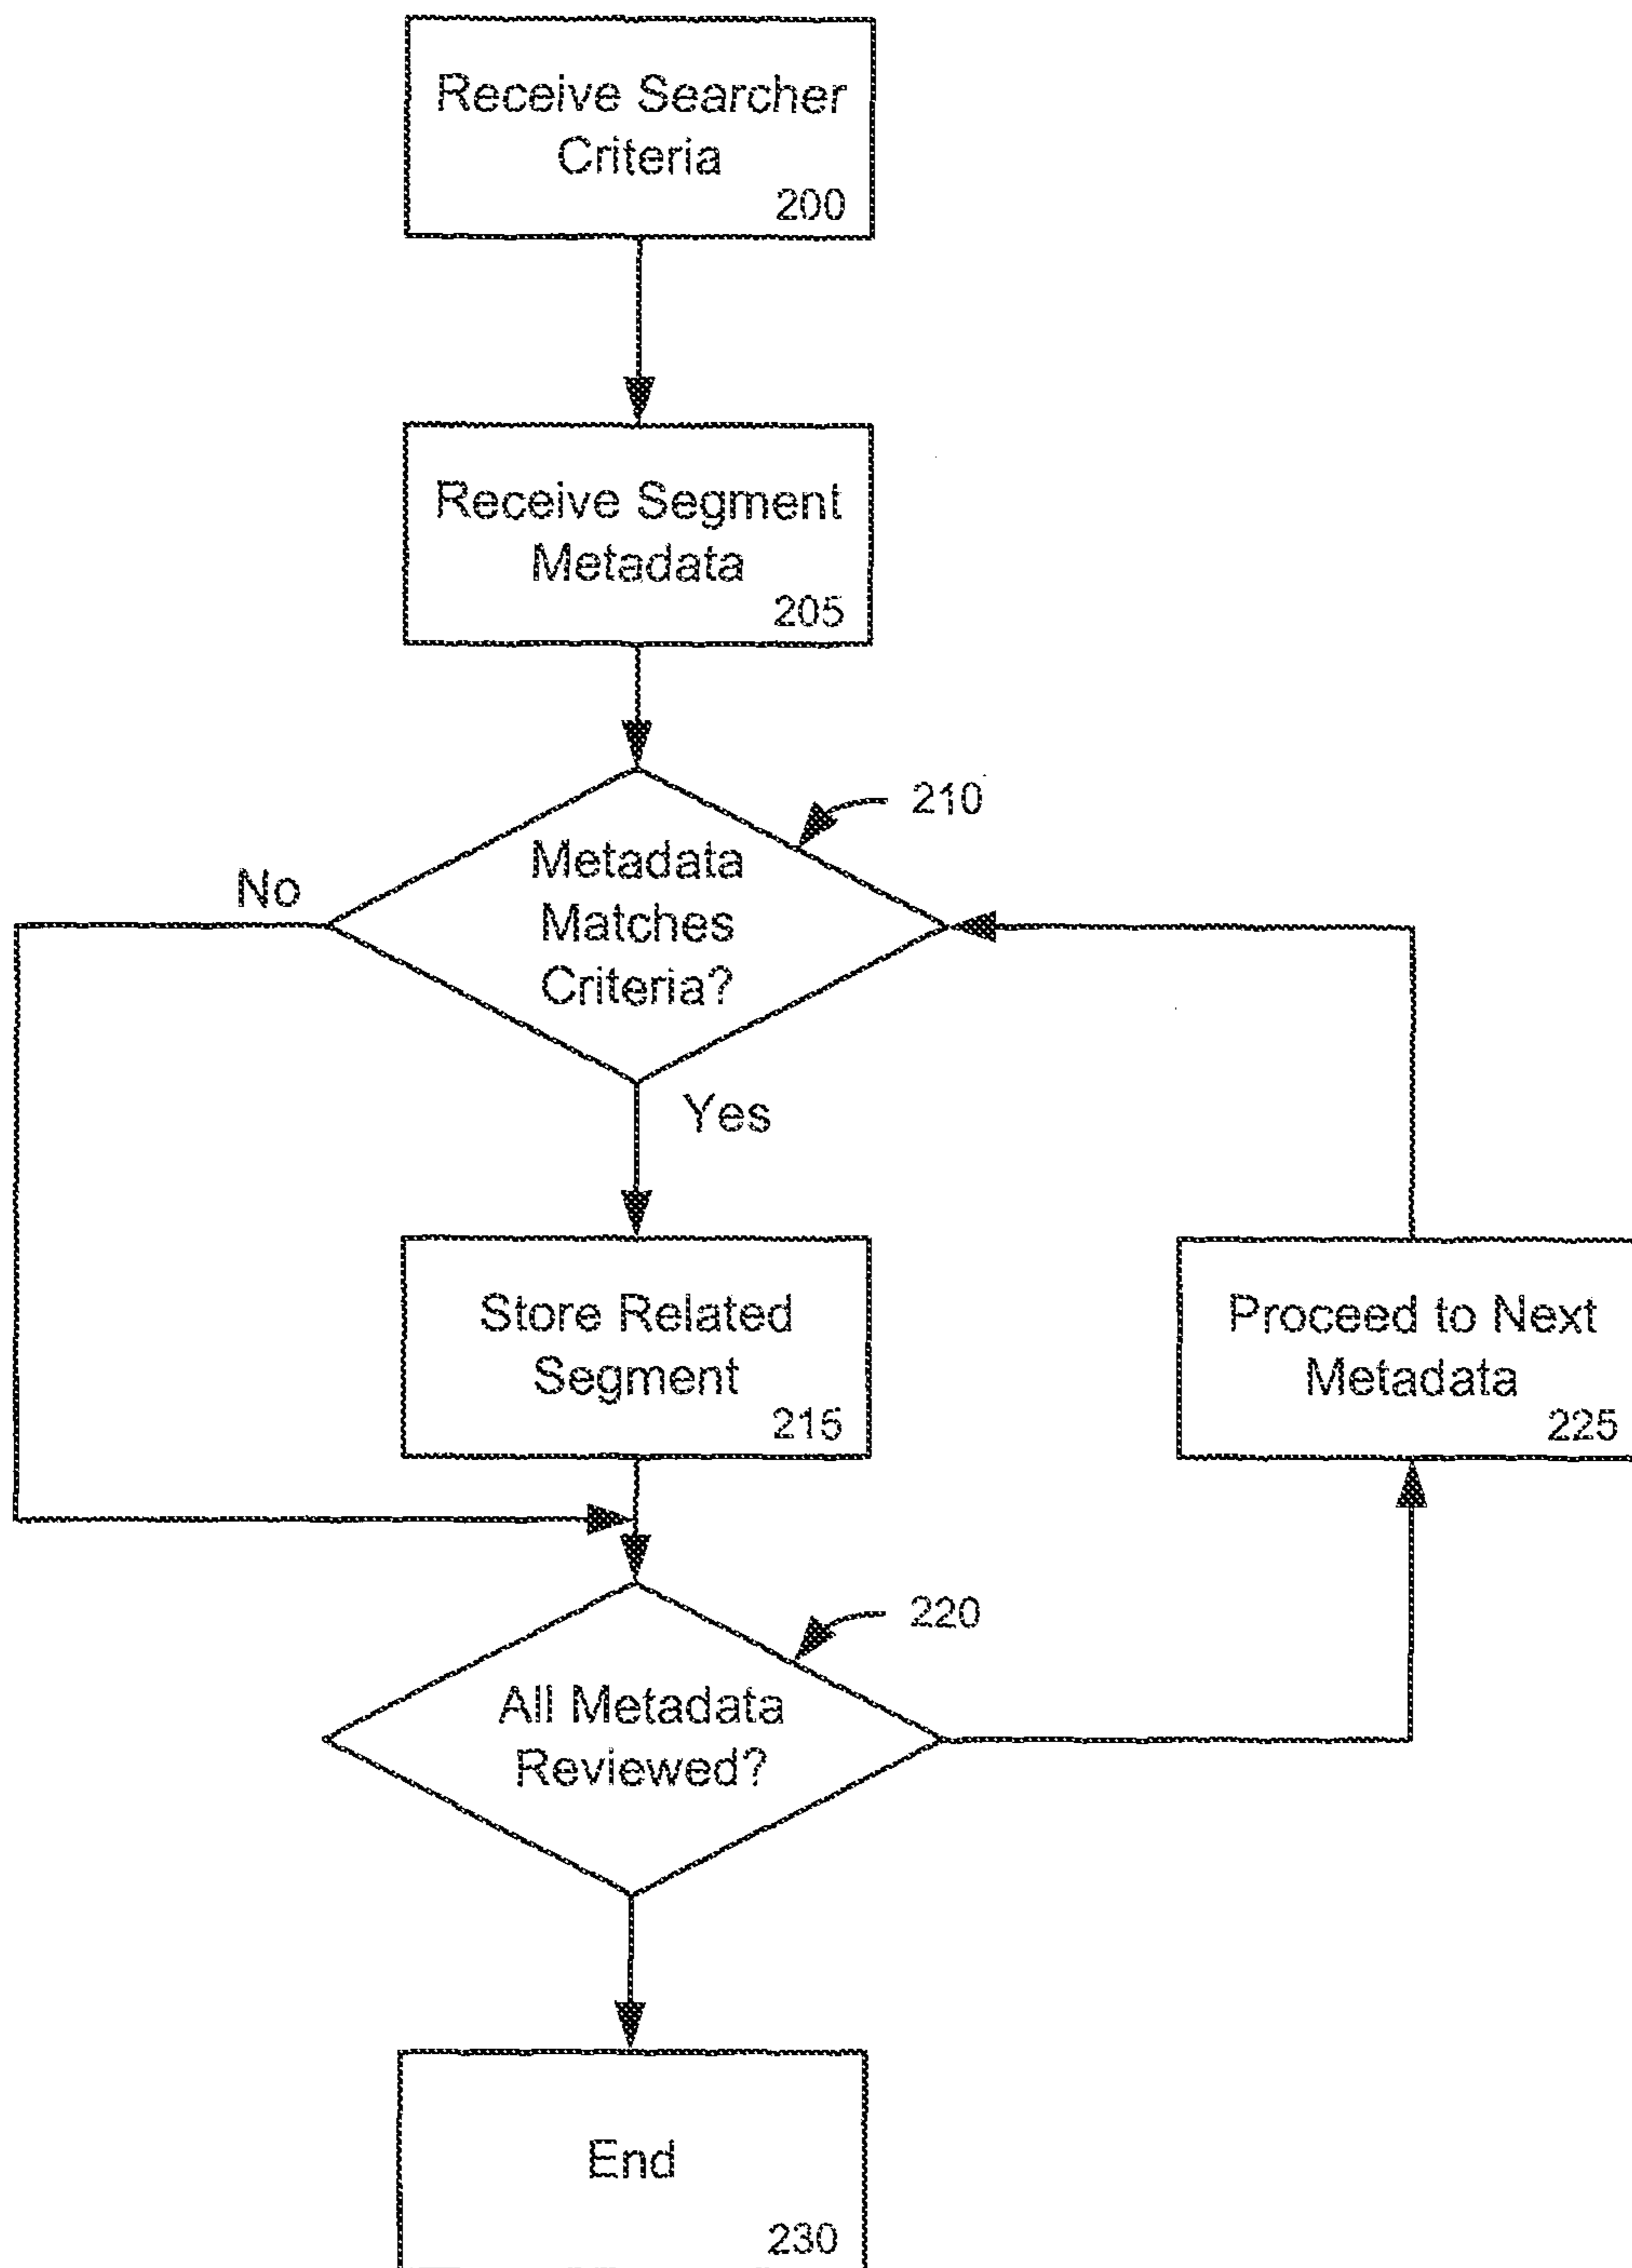 Receive Searcher
Criteria
200
Receive Segment
Metadata
205
210
Metadata
Matches
Criteria?
No
Yes
Store Related
Segment
215
Proceed to Next
Metadata
225
220
All Metadata
Reviewed?
End
230